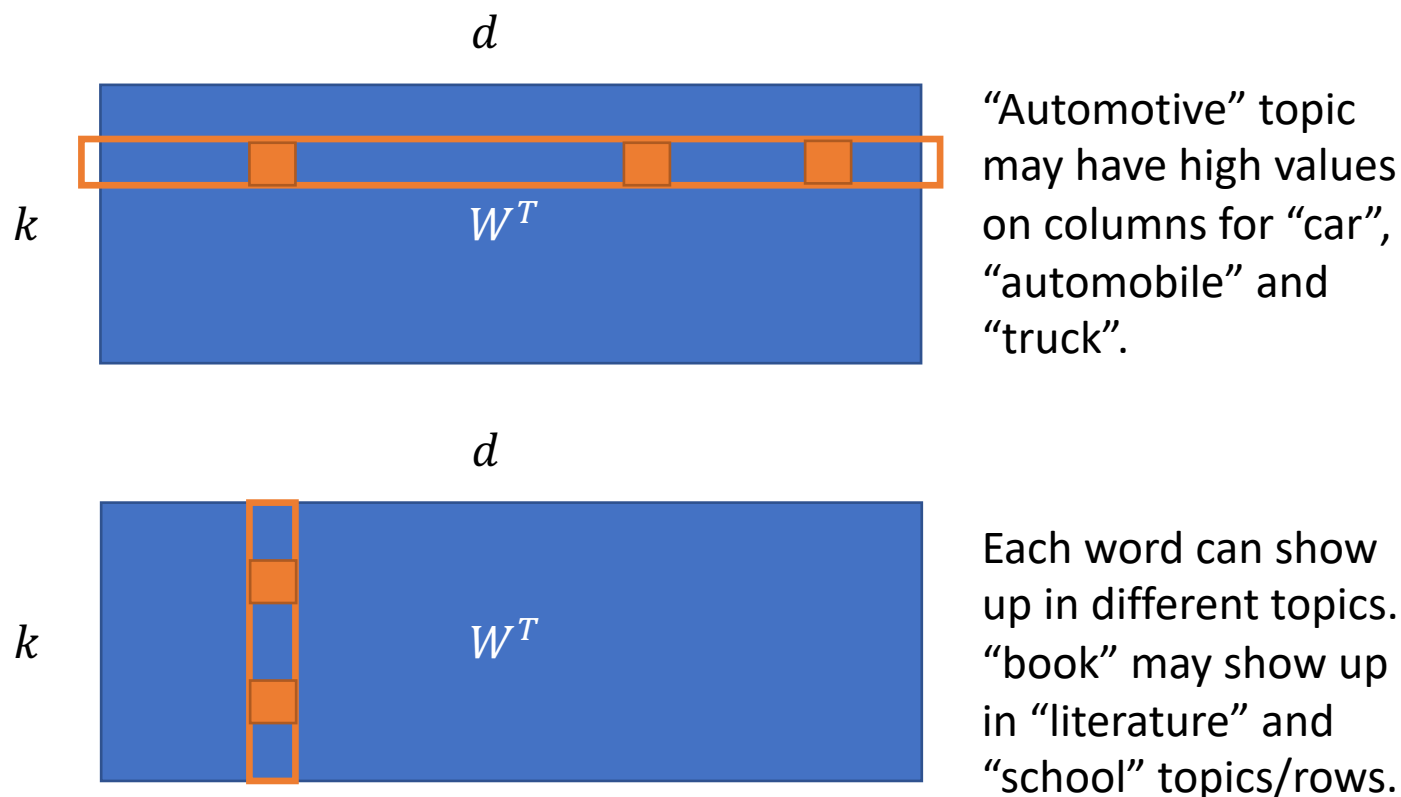 d
“Automotive” topic
may have high values
k
W^T
on columns for “car”,
“automobile” and
“truck”.
d
Each word can show
up in different topics.
k
W^T
“book” may show up
in “literature” and
“school” topics/rows.